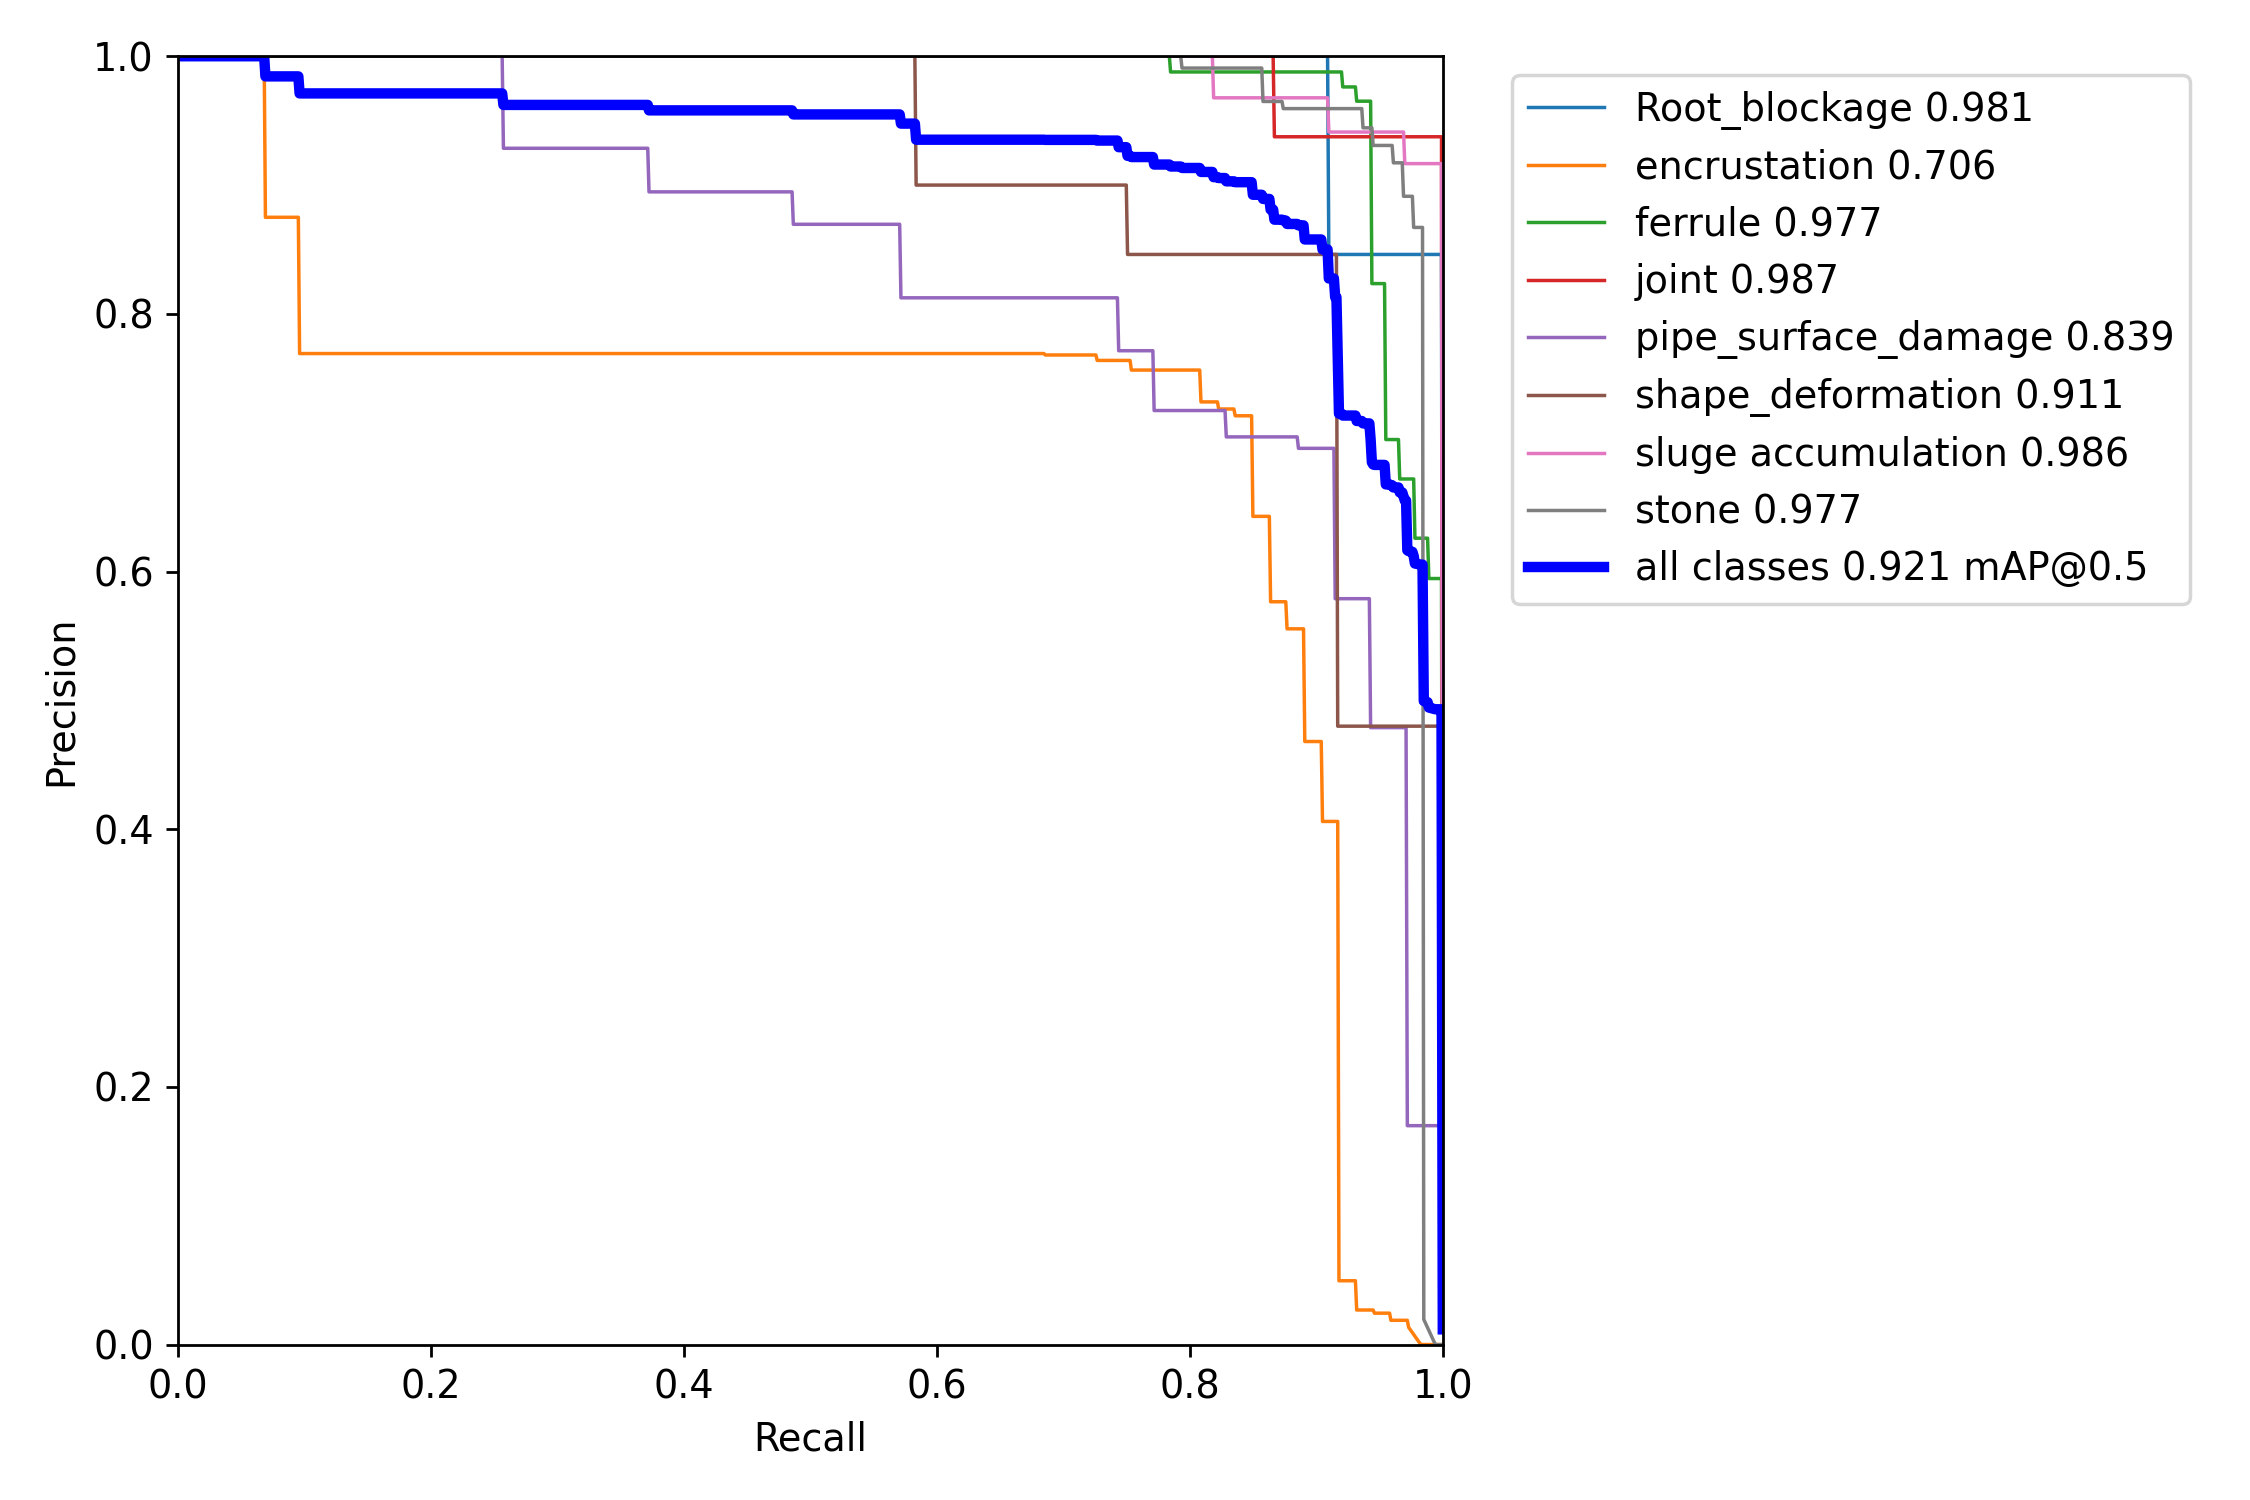 1.0
0.8
0.6
0.4
0.2
0.0
Precision
0.0 0.2 0.4 0.6 0.8 1.0
Recall
Root_blockage 0.981
encrustation 0.706
ferrule 0.977
joint 0.987
pipe_surface_damage 0.839
shape_deformation 0.911
sluge accumulation 0.986
stone 0.977
all classes 0.921 mAP@0.5